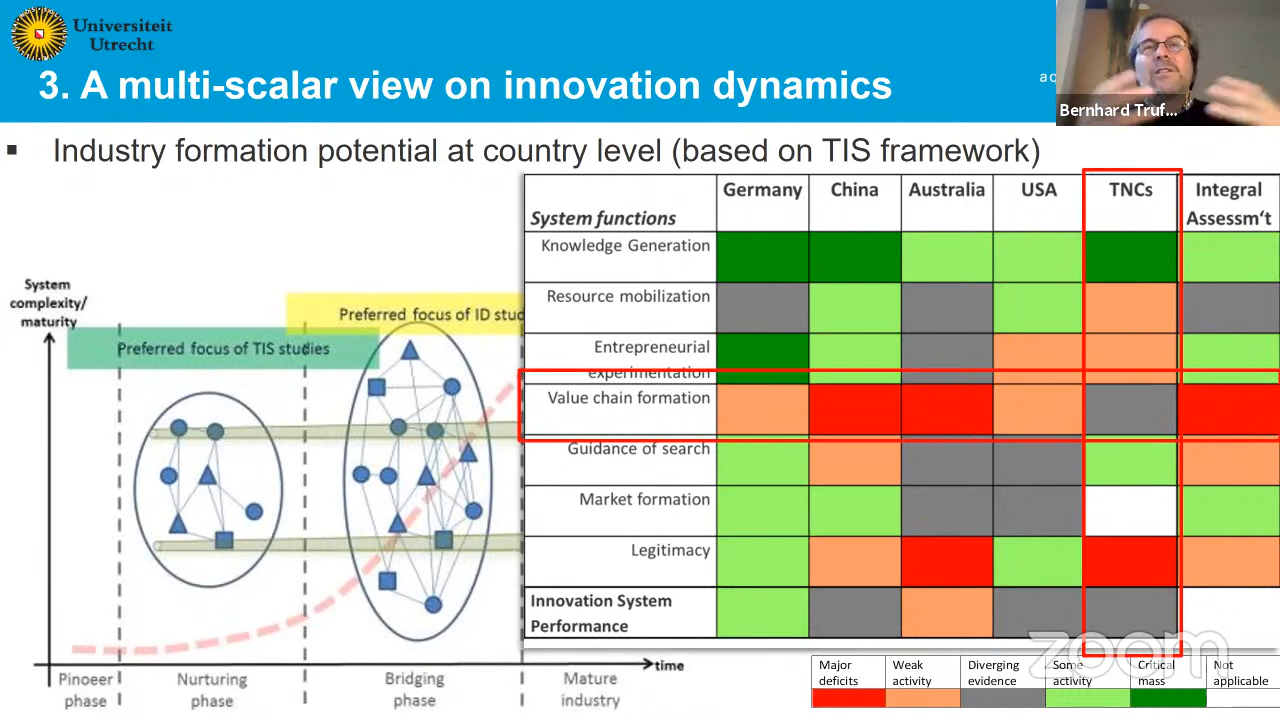 Universiteit
Utrecht
3. A multi-scalar view on innovation dynamics
Bernhard Truf...
▪ Industry formation potential at country level (based on TIS framework)
System
complexity/
maturity
Preferred focus of ID stud
Preferred focus of TIS studies
time
Pinoeer
phase
Nurturing
phase
Bridging
phase
Mature
industry
System functions
Germany
China
Australia
USA
TNCs
Integral
Assessm't
Knowledge Generation
Resource mobilization
Entrepreneurial
experimentation
Value chain formation
Guidance of search
Market formation
Legitimacy
Innovation System
Performance
zoom
Major
deficits
Weak
activity
Diverging
evidence
Some
activity
Critical
mass
Not
applicable